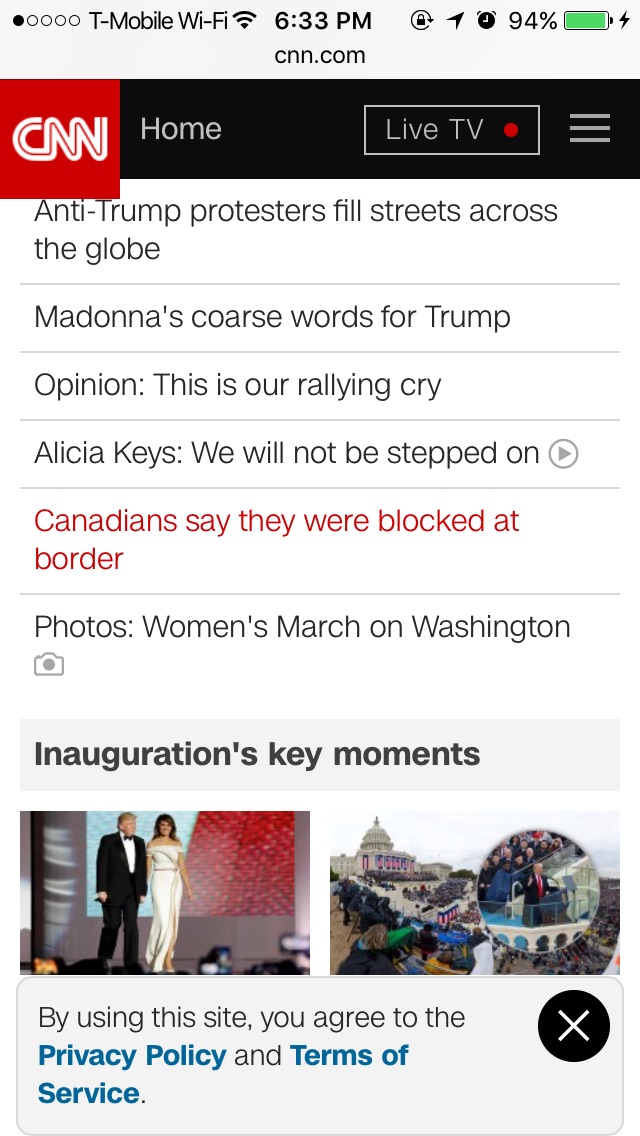 T-Mobile Wi-Fi 6:33 PM 94%
cnn.com
CNN Home Live TV
Anti-Trump protesters fill streets across
the globe
Madonna's coarse words for Trump
Opinion: This is our rallying cry
Alicia Keys: We will not be stepped on
Canadians say they were blocked at
border
Photos: Women's March on Washington
Inauguration's key moments
By using this site, you agree to the
Privacy Policy and Terms of
Service.